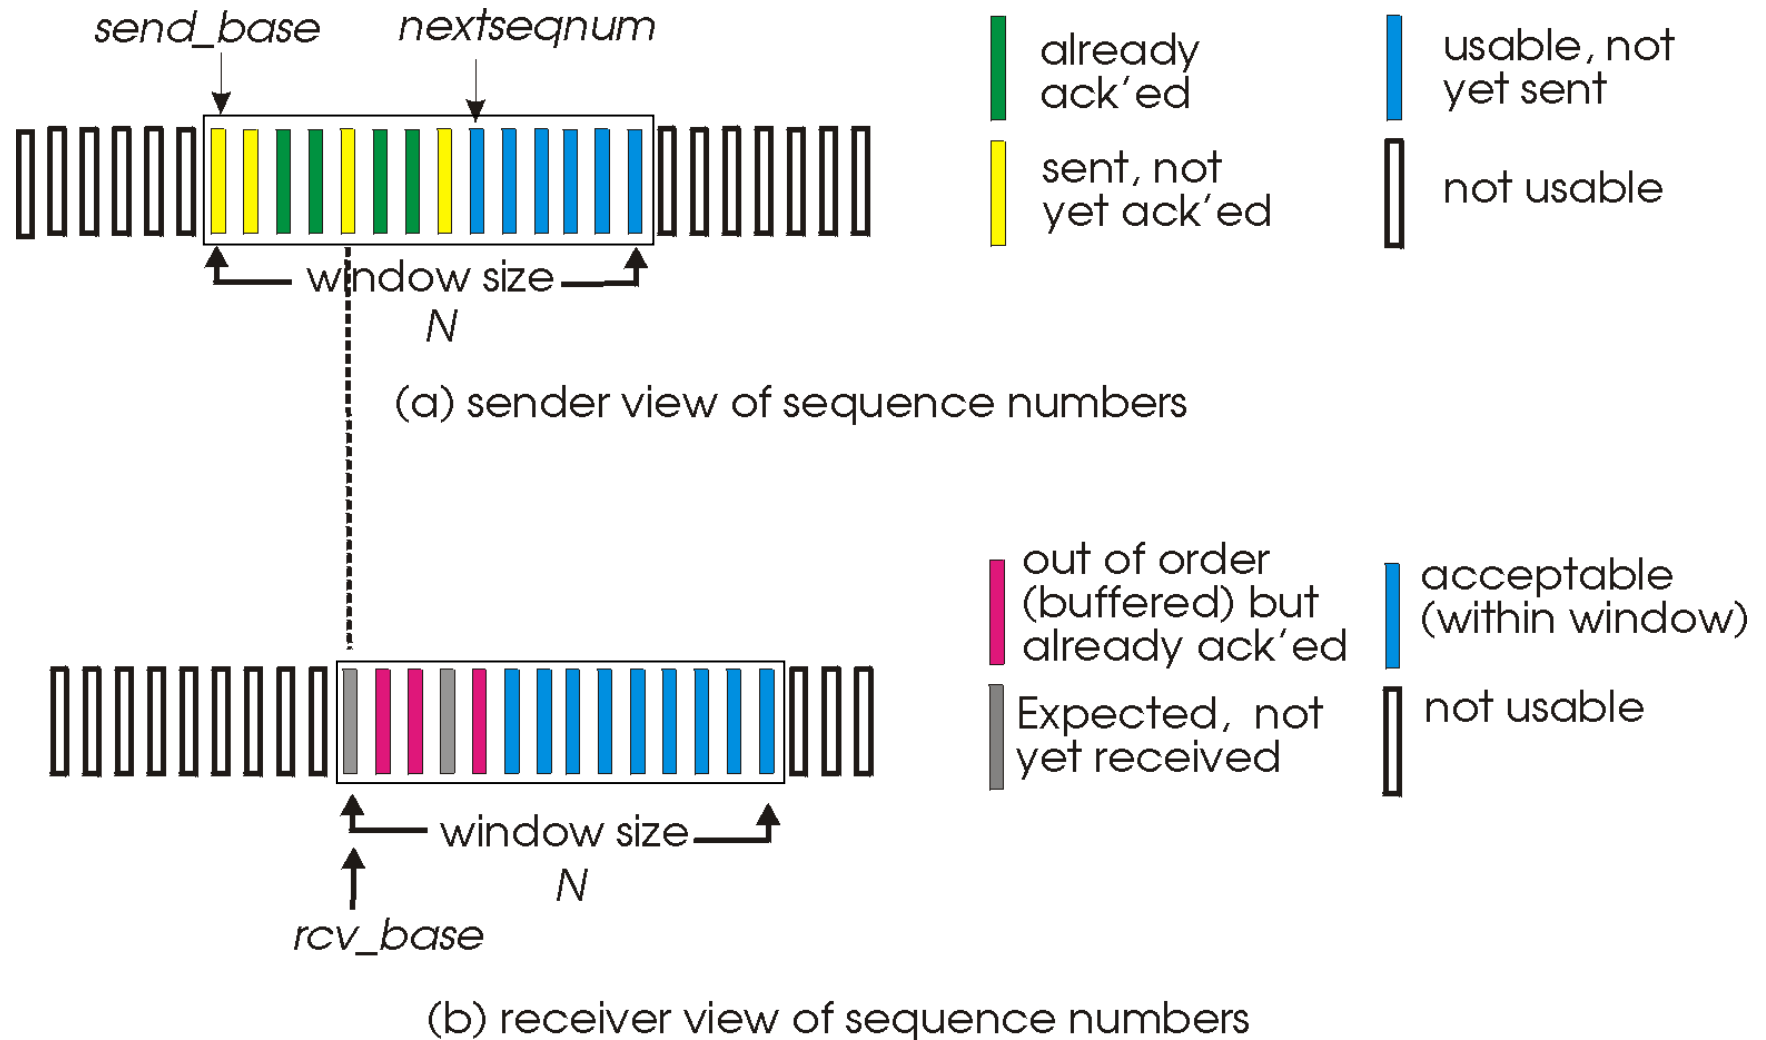 send_base
nextseqnum
already
ack'ed
usable, not
yet sent
sent, not
yet ack'ed
not usable
window size
N
(a) sender view of sequence numbers
out of order
(buffered) but
already ack'ed
acceptable
(within window)
Expected, not
yet received
not usable
window size
N
rcv_base
(b) receiver view of sequence numbers